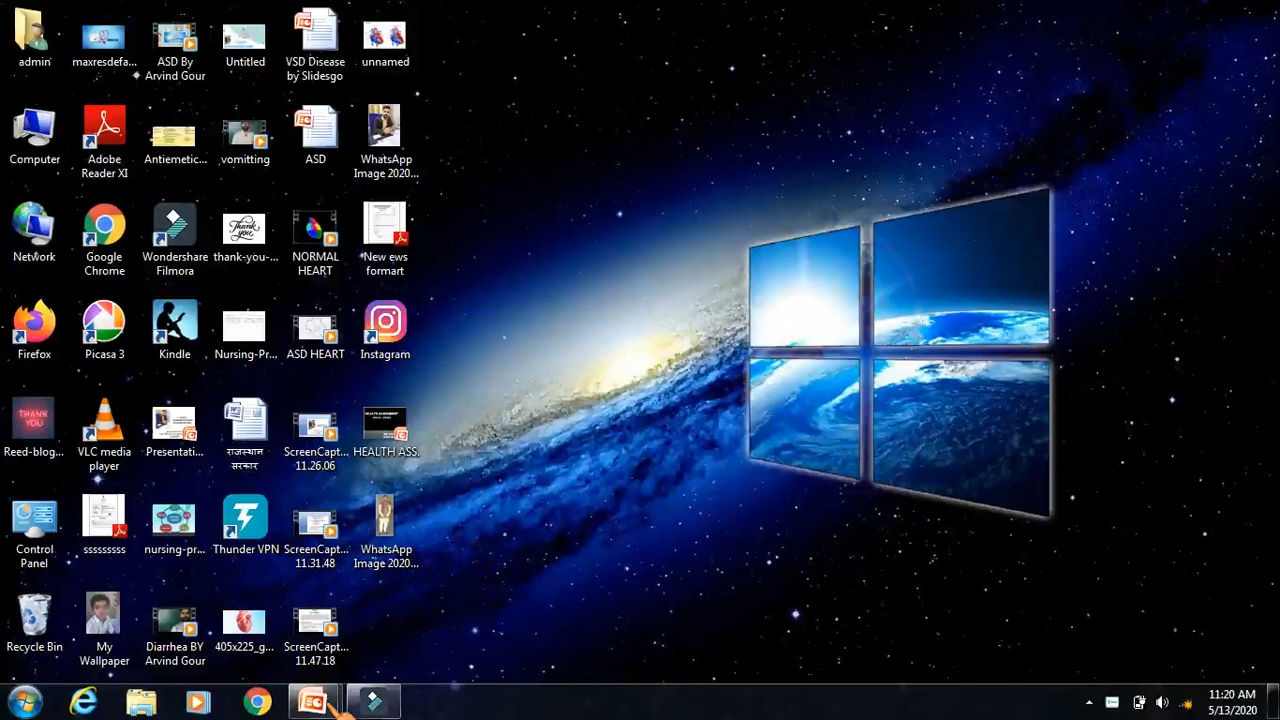 admin
maxresdefa...
ASD By
Arvind Gour
Untitled
VSD Disease
by Slidesgo
unnamed
Computer
Adobe
Reader XI
Antiemetic...
vomitting
ASD
WhatsApp
Image 2020...
Network
Google
Chrome
Wondershare
Filmora
Thank
you
thank-you-...
NORMAL
HEART
New ews
formart
Firefox
Picasa 3
Kindle
Nursing-Pr...
ASD HEART
Instagram
THANK
Reed-blog...
VLC media
player
Presentati...
राजस्थान
सरकार
ScreenCapt...
11.26.06
HEALTH ASS...
Control
Panel
sssssssss
nursing-pr...
Thunder VPN
ScreenCapt...
11.31.48
WhatsApp
Image 2020...
Recycle Bin
My
Wallpaper
Diarrhea BY
Arvind Gour
405x225_g...
ScreenCapt...
11.47.18
11:20 AM
5/13/2020